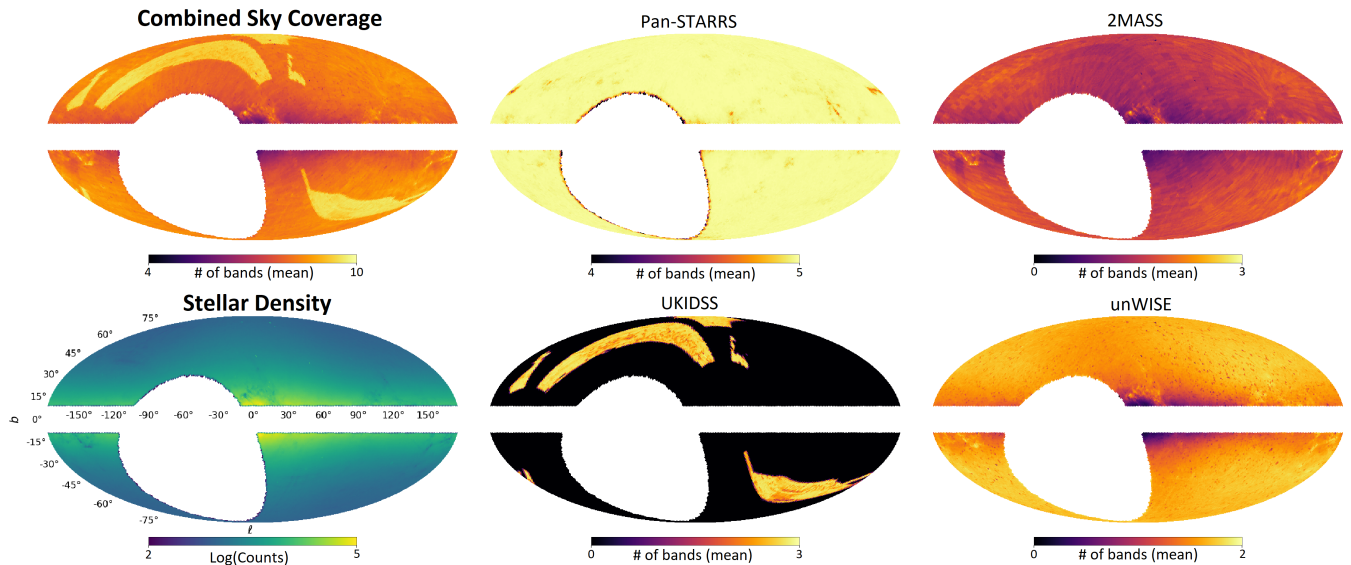 Combined Sky Coverage
Pan-STARRS
2MASS
4 # of bands (mean) 10
4 # of bands (mean) 5
0 # of bands (mean) 3
Stellar Density
UKIDSS
unWISE
75°
60°
45°
30°
15°
0°
-150° -120° -90° -60° -30° 0° 30° 60° 90° 120° 150°
b
-15°
-30°
-45°
-60°
-75°
ℓ
2 Log(Counts) 5
0 # of bands (mean) 3
0 # of bands (mean) 2